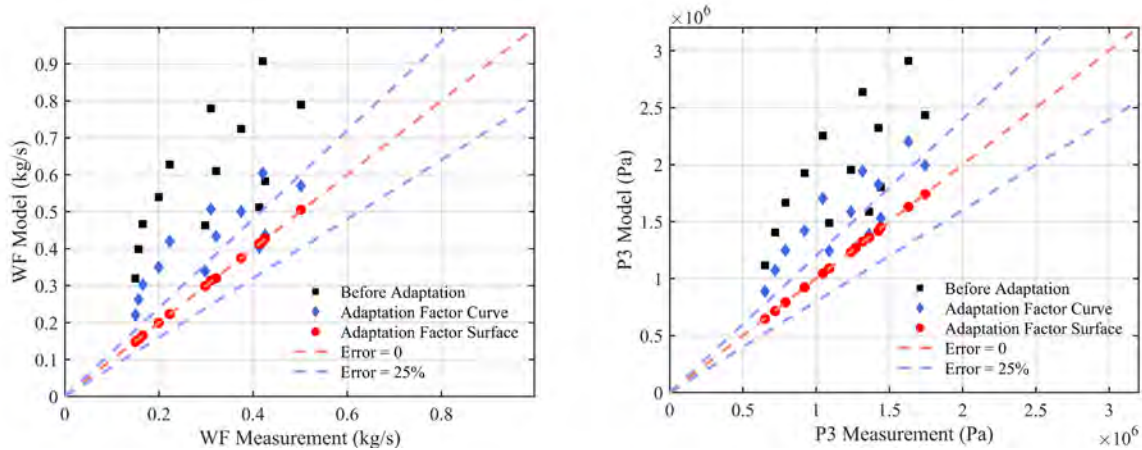 0.9
0.8
0.7
0.6
0.5
0.4
0.3
0.2
0.1
0
WF Model (kg/s)
Before Adaptation
Adaptation Factor Curve
Adaptation Factor Surface
Error = 0
Error = 25%
0 0.2 0.4 0.6 0.8
WF Measurement (kg/s)
×10⁶
3
2.5
2
1.5
1
0.5
0
P3 Model (Pa)
Before Adaptation
Adaptation Factor Curve
Adaptation Factor Surface
Error = 0
Error = 25%
0 0.5 1 1.5 2 2.5 3
P3 Measurement (Pa)
×10⁶